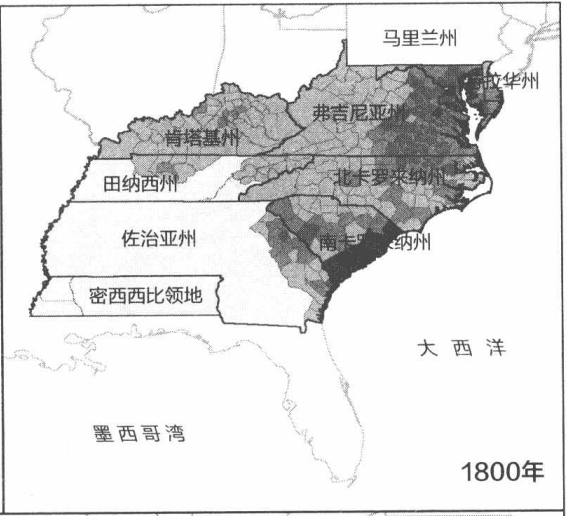 马里兰州
特拉华州
弗吉尼亚州
肯塔基州
田纳西州
北卡罗来纳州
佐治亚州
南卡罗来纳州
密西西比领地
大西洋
墨西哥湾
1800年